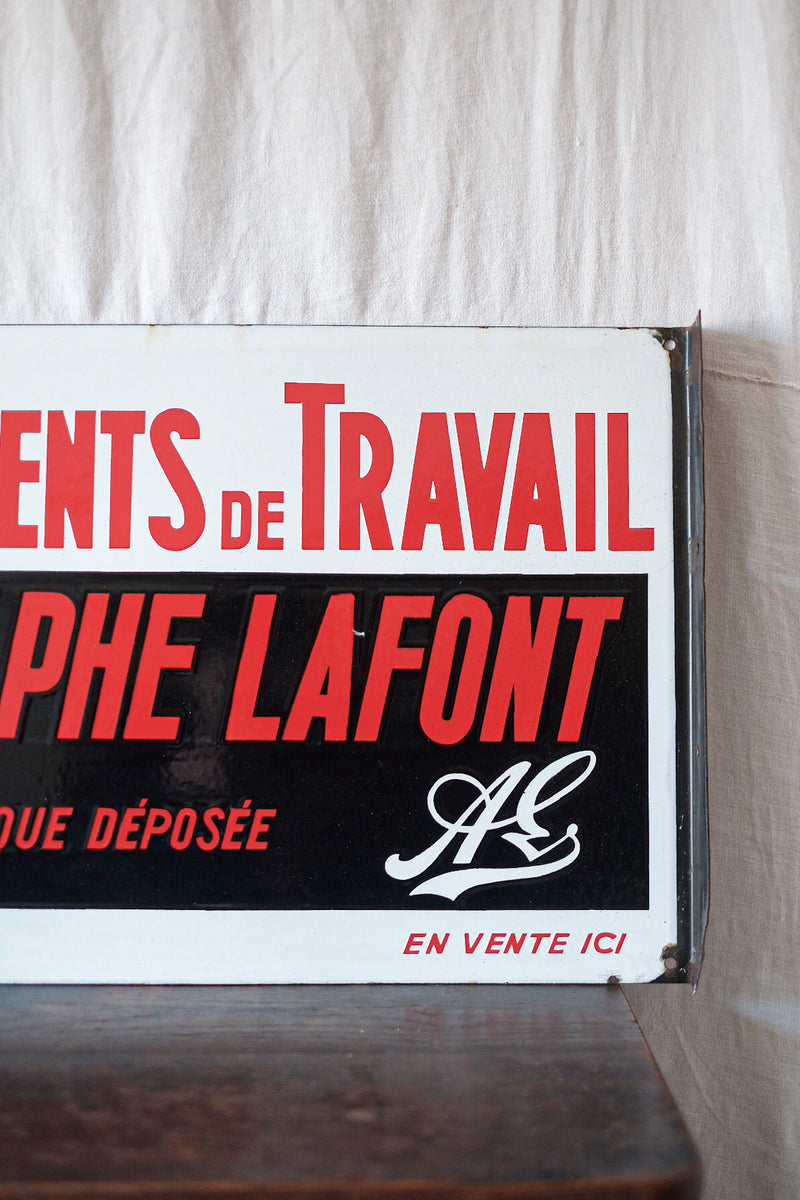 ENTS DE TRAVAIL
PHE LAFONT
QUE DÉPOSÉE
AL
EN VENTE ICI